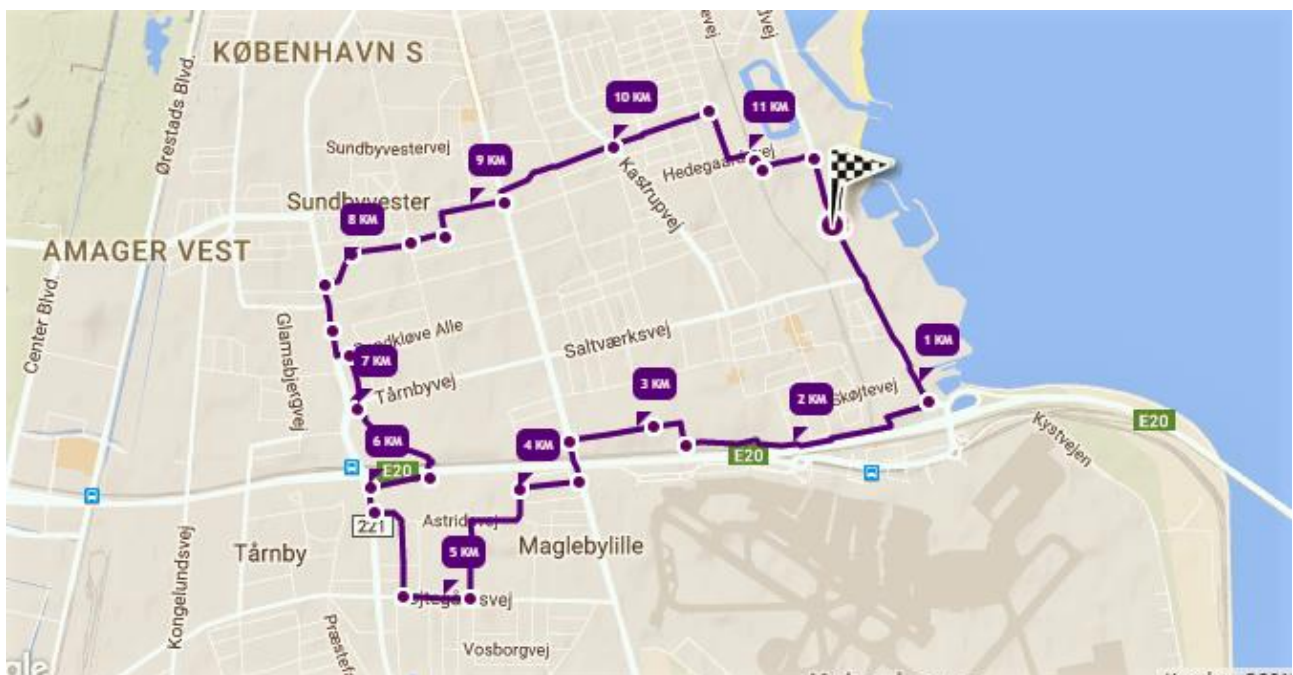 KØBENHAVN S
Ørestads Blvd.
10 KM
11 KM
Sundbyvestervej
9 KM
Hedegaardsvej
Kastrupvej
Sundbyvester
8 KM
AMAGER VEST
Center Blvd.
Glamsbjergvej
7 KM
Saltværksvej
1 KM
Tårnbyvej
3 KM
2 KM
Skøjtevej
6 KM
4 KM
E20
E20
E20
Kystvejen
221
Astridsvej
Tårnby
Maglebylille
5 KM
Kongelundsvej
Vosborgvej